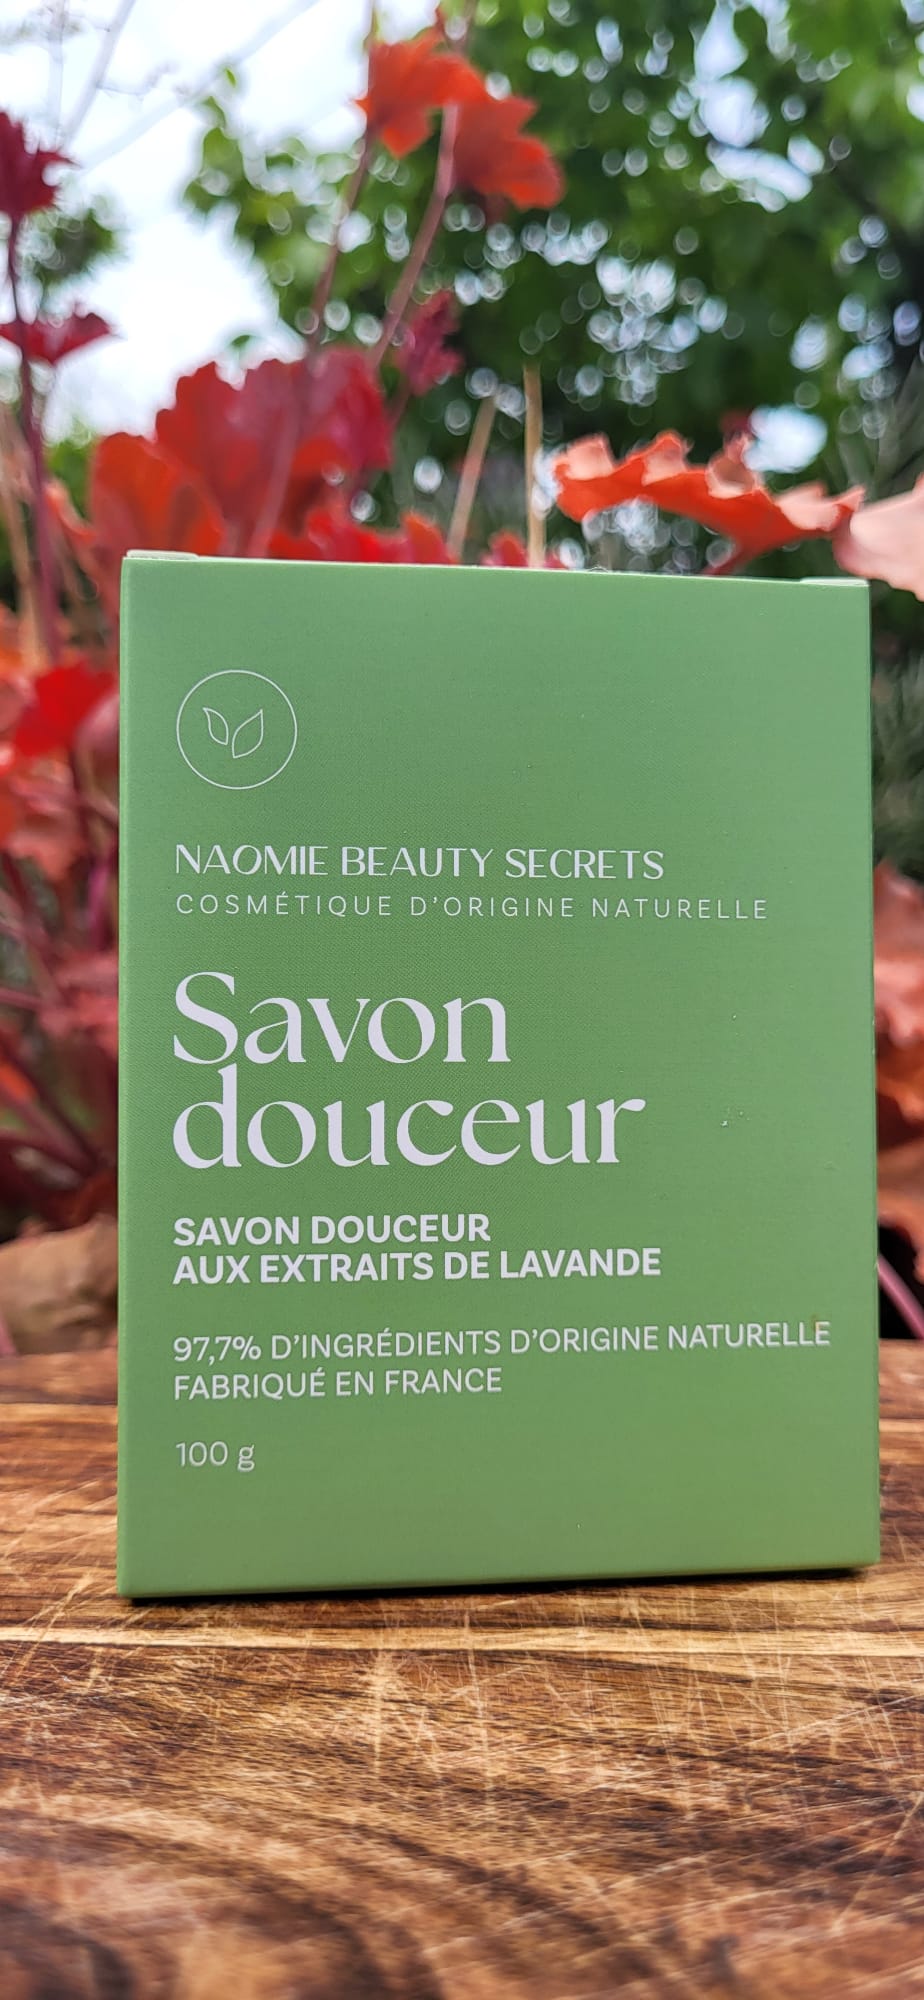 NAOMIE BEAUTY SECRETS
COSMÉTIQUE D'ORIGINE NATURELLE
Savon
douceur
SAVON DOUCEUR
AUX EXTRAITS DE LAVANDE
97,7% D'INGRÉDIENTS D'ORIGINE NATURELLE
FABRIQUÉ EN FRANCE
100 g